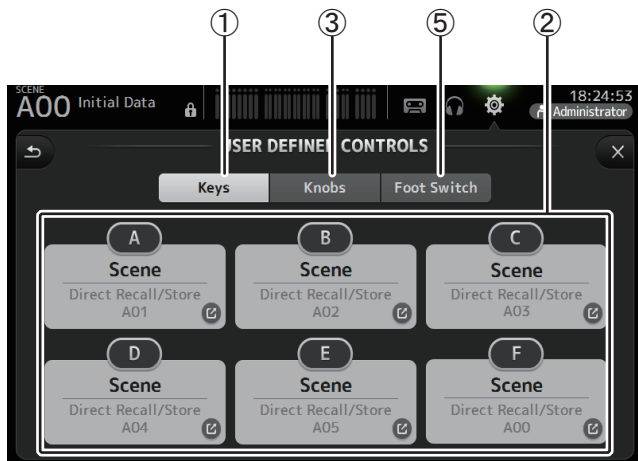 ① ③ ⑤ ②
SCENE
A00 Initial Data
18:24:53
Administrator
USER DEFINED CONTROLS
Keys Knobs Foot Switch
A B C
Scene Scene Scene
Direct Recall/Store Direct Recall/Store Direct Recall/Store
A01 A02 A03
D E F
Scene Scene Scene
Direct Recall/Store Direct Recall/Store Direct Recall/Store
A04 A05 A00